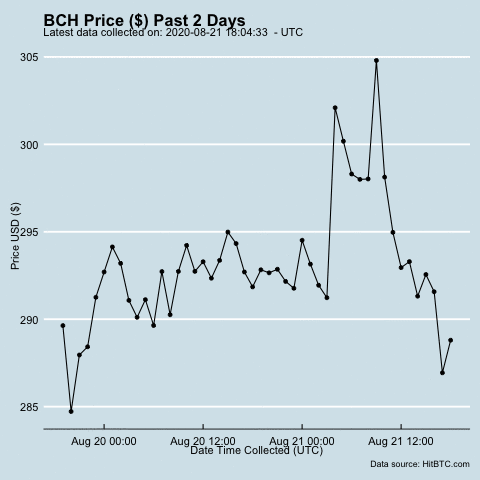 BCH Price ($) Past 2 Days
Latest data collected on: 2020-08-21 18:04:33 - UTC
305
300
295
290
285
Price USD ($)
Aug 20 00:00 Aug 20 12:00 Aug 21 00:00 Aug 21 12:00
Date Time Collected (UTC)
Data source: HitBTC.com